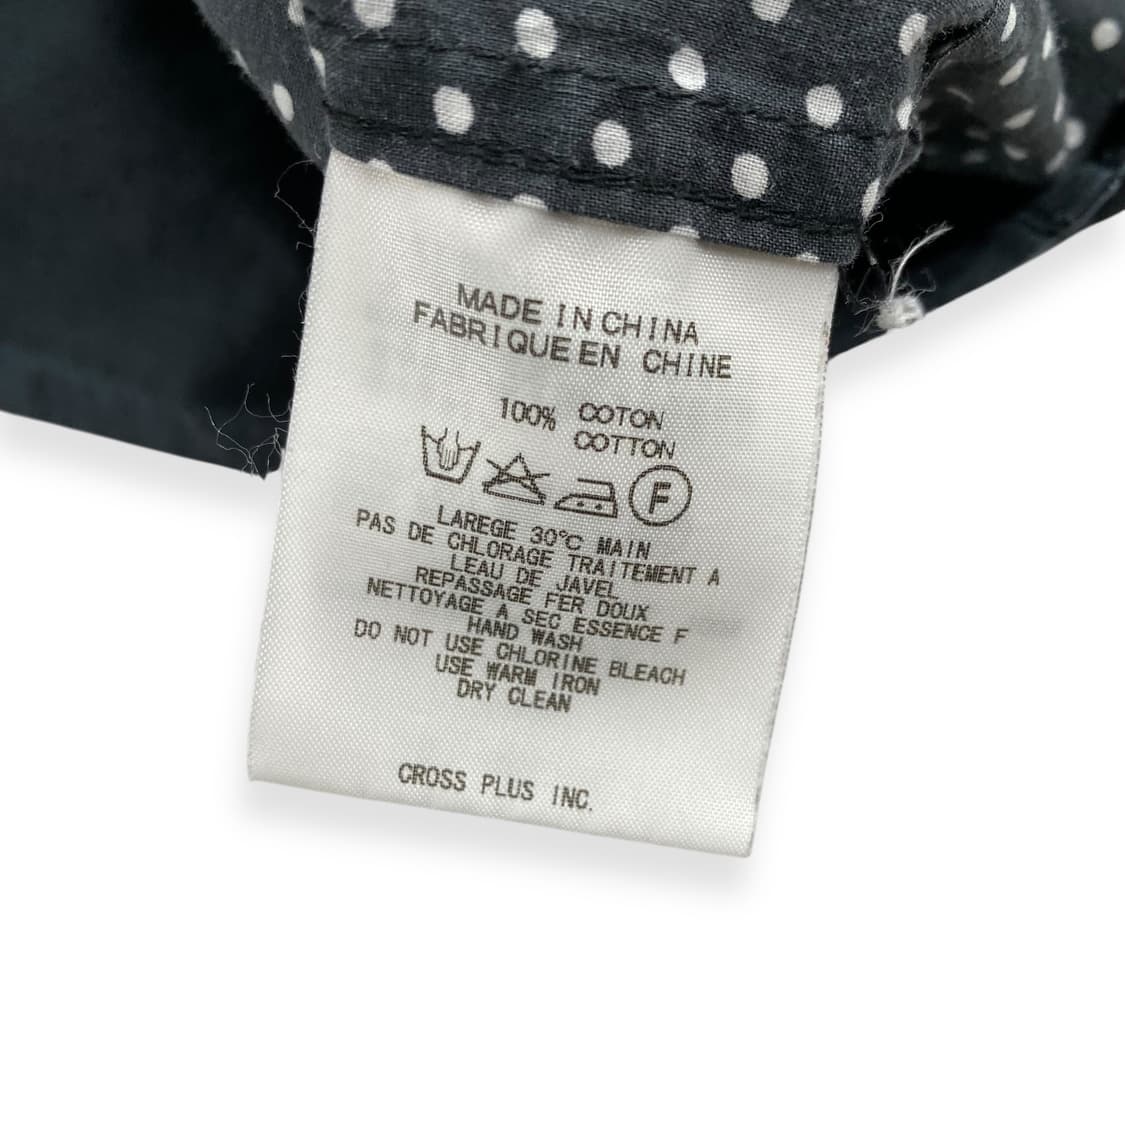 MADE IN CHINA
FABRIQUE EN CHINE
100% COTON
COTTON
F
LAREGE 30℃ MAIN
PAS DE CHLORAGE TRAITEMENT A
LEAU DE JAVEL
REPASSAGE FER DOUX
NETTOYAGE A SEC ESSENCE F
HAND WASH
DO NOT USE CHLORINE BLEACH
USE WARM IRON
DRY CLEAN
CROSS PLUS INC.